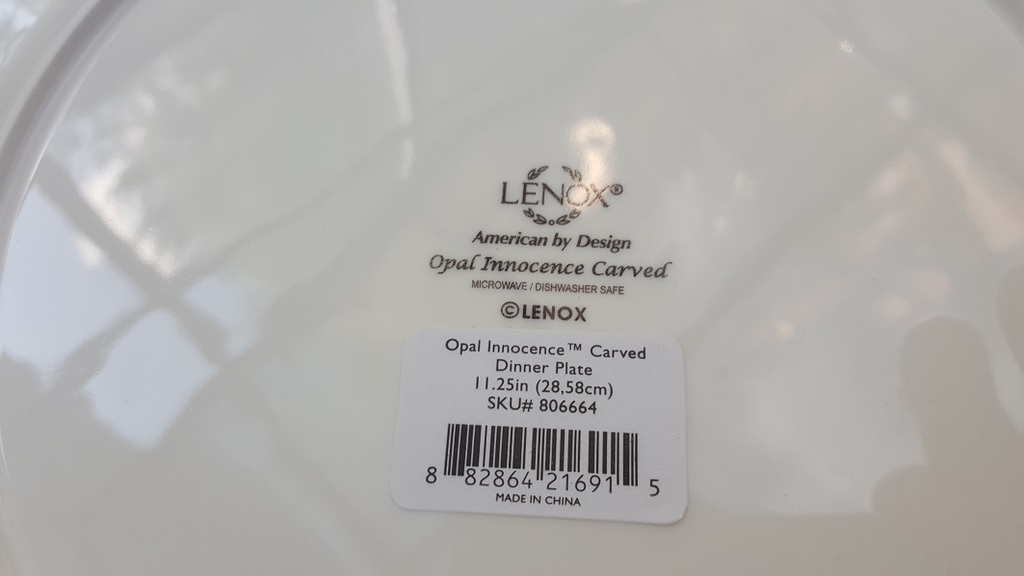 LENOX®
American by Design
Opal Innocence Carved
MICROWAVE / DISHWASHER SAFE
©LENOX
Opal Innocence™ Carved
Dinner Plate
11.25in (28,58cm)
SKU# 806664
8 82864 21691 5
MADE IN CHINA